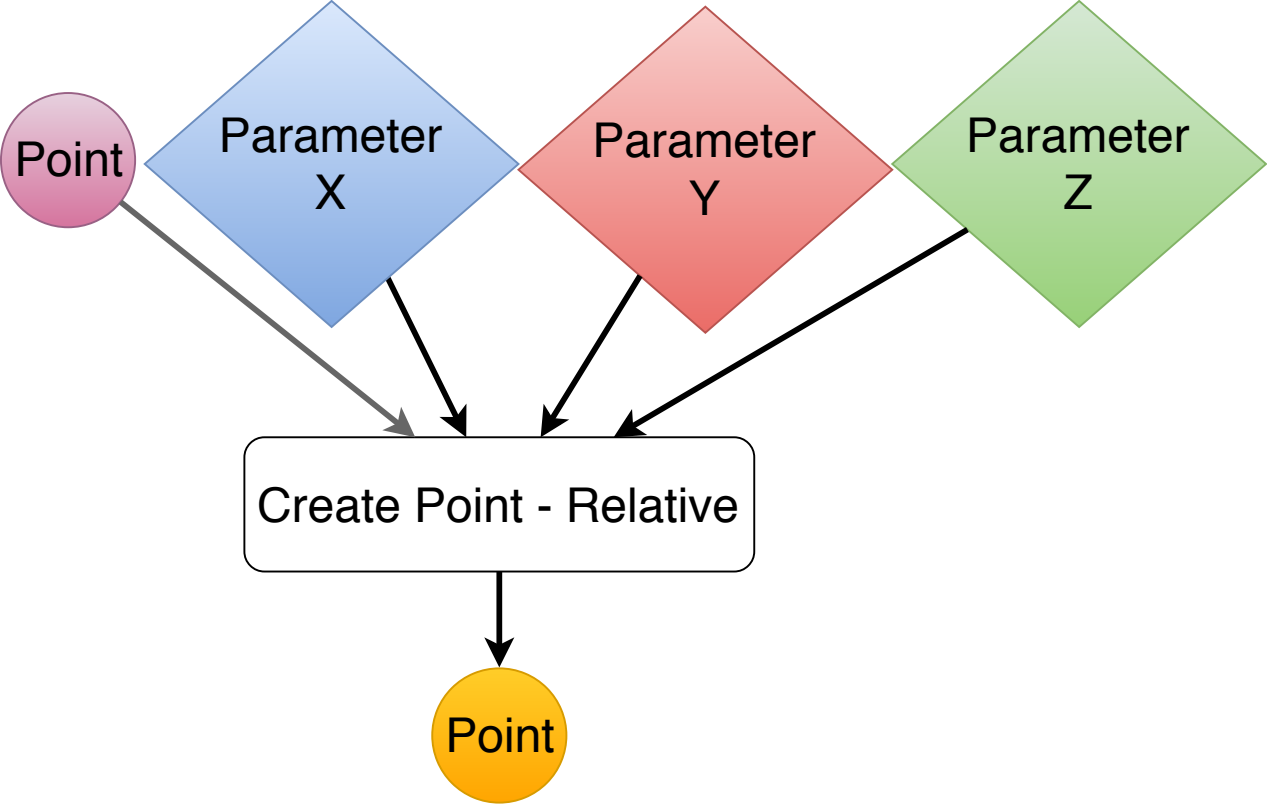 Point
Parameter
X
Parameter
Y
Parameter
Z
Create Point - Relative
Point